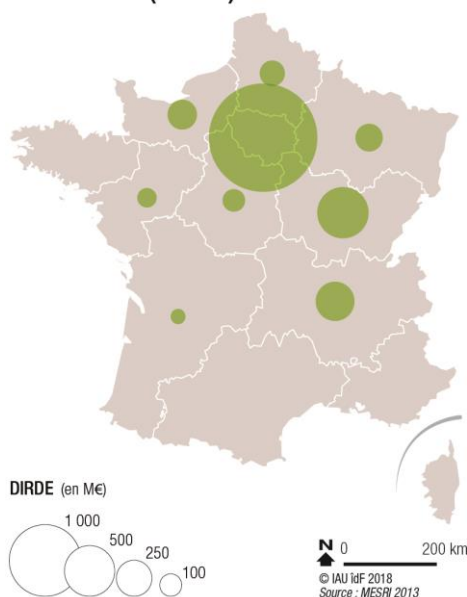 DIRDE (en M€)
1 000
500
250
100
N 0 200 km
© IAU îdF 2018
Source : MESRI 2013